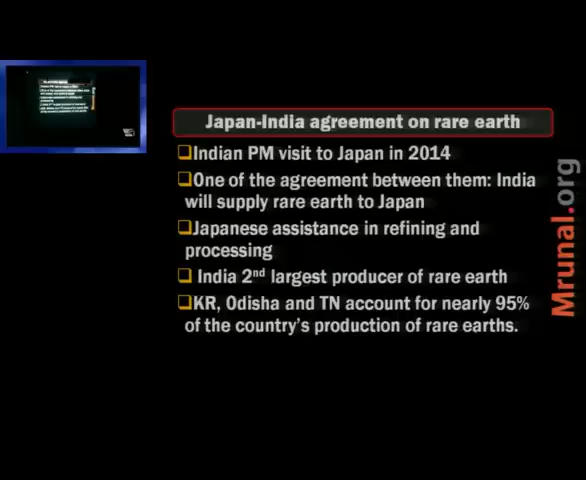 Japan-India agreement on rare earth
Indian PM visit to Japan in 2014
One of the agreement between them: India
will supply rare earth to Japan
Japanese assistance in refining and
processing
India 2nd largest producer of rare earth
KR, Odisha and TN account for nearly 95%
of the country's production of rare earths.
Mrunal.org